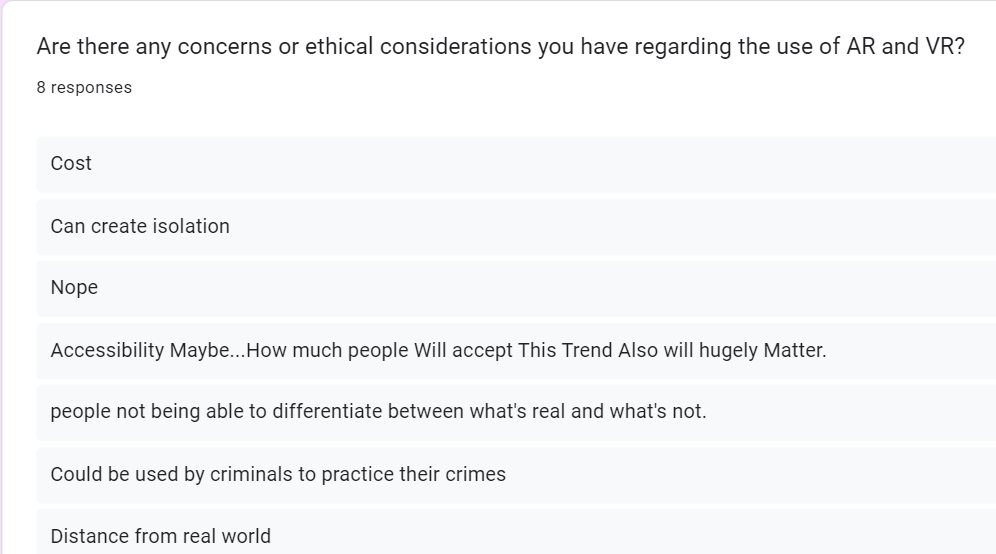 Are there any concerns or ethical considerations you have regarding the use of AR and VR?
8 responses
Cost
Can create isolation
Nope
Accessibility Maybe...How much people Will accept This Trend Also will hugely Matter.
people not being able to differentiate between what's real and what's not.
Could be used by criminals to practice their crimes
Distance from real world